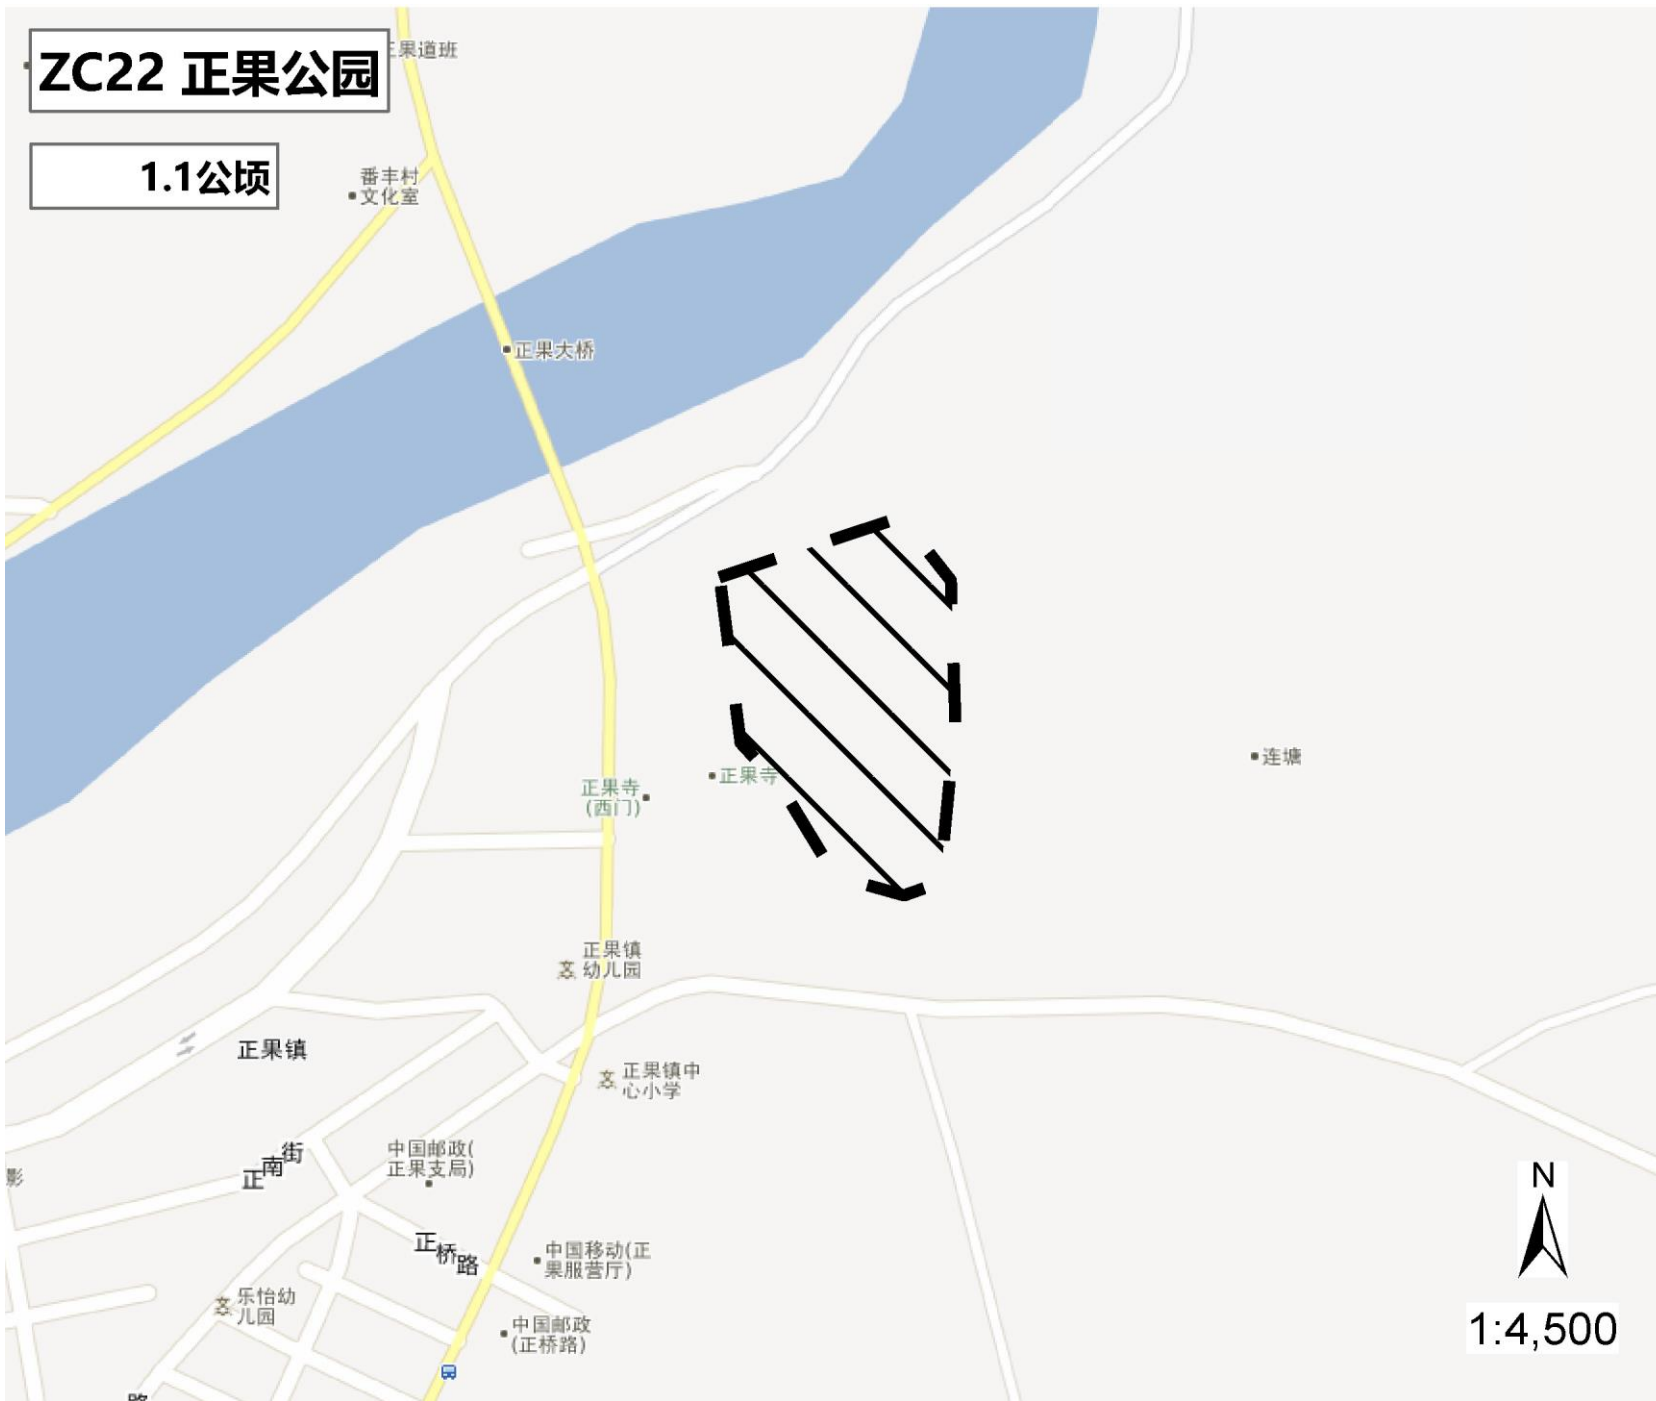 ZC22 正果公园
果道班
1.1公顷
番丰村
文化室
正果大桥
正果寺
正果寺
(西门)
连塘
正果镇
幼儿园
正果镇
正果镇中
心小学
正南街
中国邮政(
正果支局)
影
正桥路
中国移动(正
果服营厅)
乐怡幼
儿园
中国邮政
(正桥路)
路
N
1:4,500